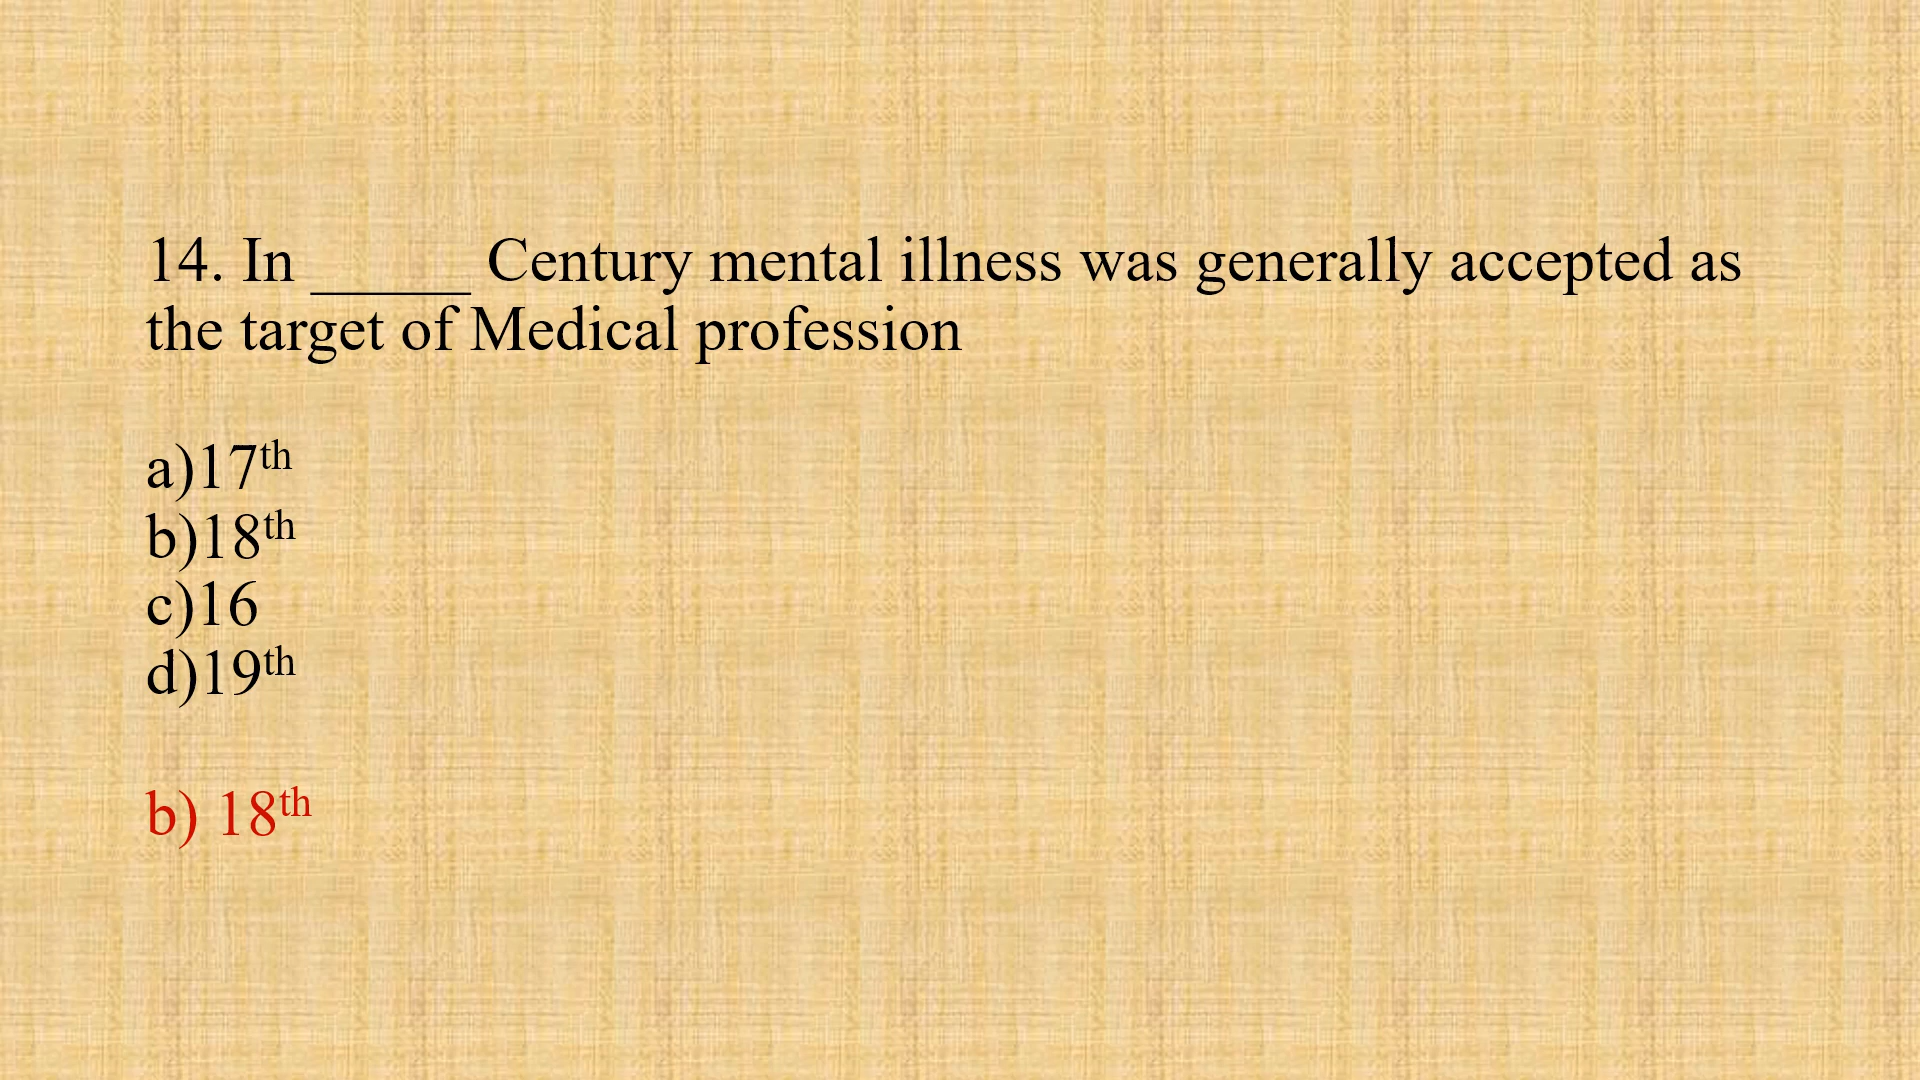 14. In _____ Century mental illness was generally accepted as
the target of Medical profession
a)17th
b)18th
c)16
d)19th
b) 18th